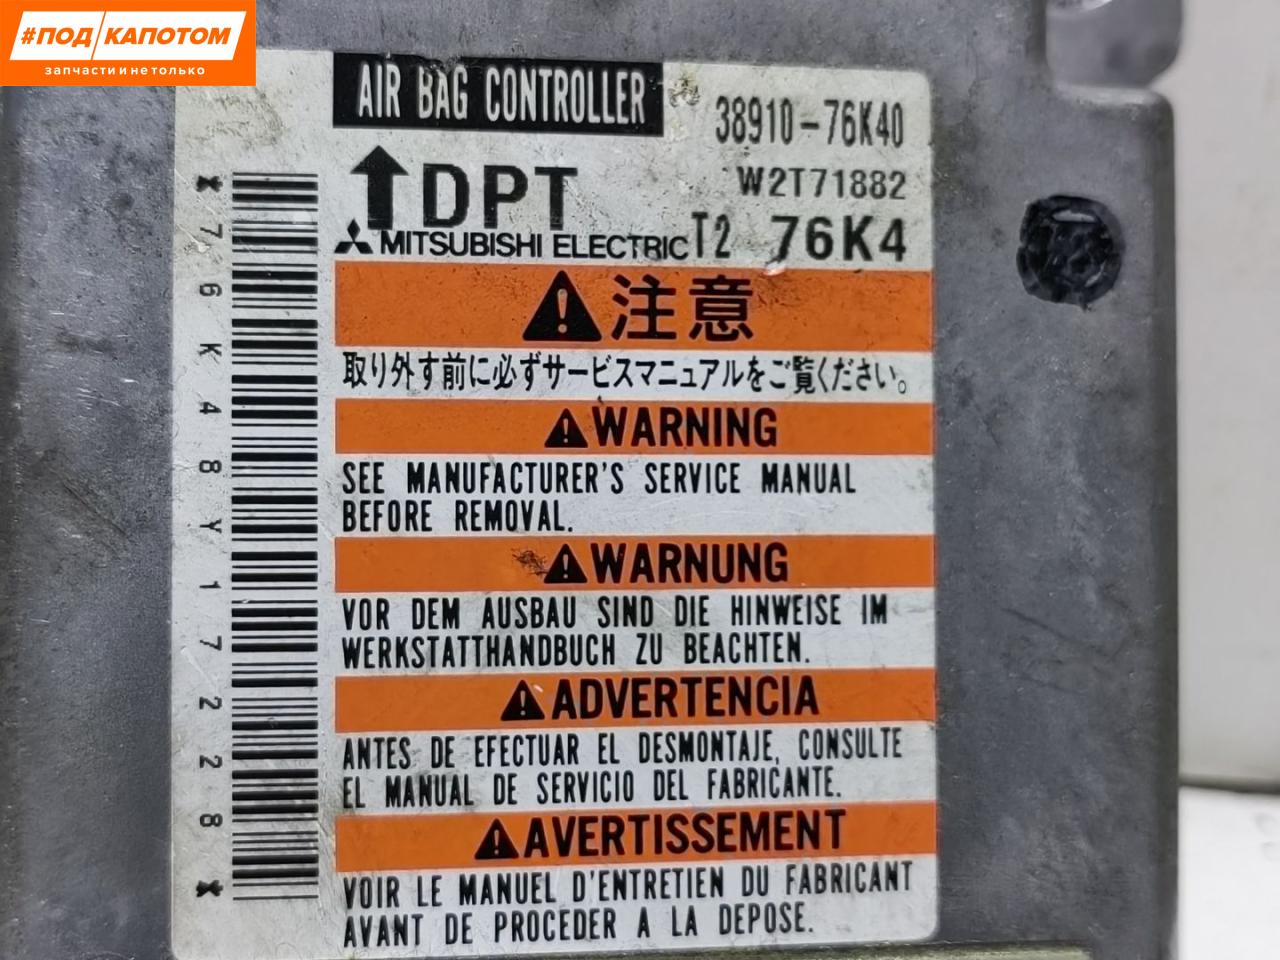 #ПОД/КАПОТОМ
запчасти и не только
AIR BAG CONTROLLER
38910-76K40
DPT
W2T71882
MITSUBISHI ELECTRIC T2 76K4
注意
取り外す前に必ずサービスマニュアルをご覧ください。
WARNING
SEE MANUFACTURER'S SERVICE MANUAL
BEFORE REMOVAL.
WARNUNG
VOR DEM AUSBAU SIND DIE HINWEISE IM
WERKSTATTHANDBUCH ZU BEACHTEN.
ADVERTENCIA
ANTES DE EFECTUAR EL DESMONTAJE, CONSULTE
EL MANUAL DE SERVICIO DEL FABRICANTE.
AVERTISSEMENT
VOIR LE MANUEL D'ENTRETIEN DU FABRICANT
AVANT DE PROCEDER A LA DEPOSE.
*76K48Y17228*